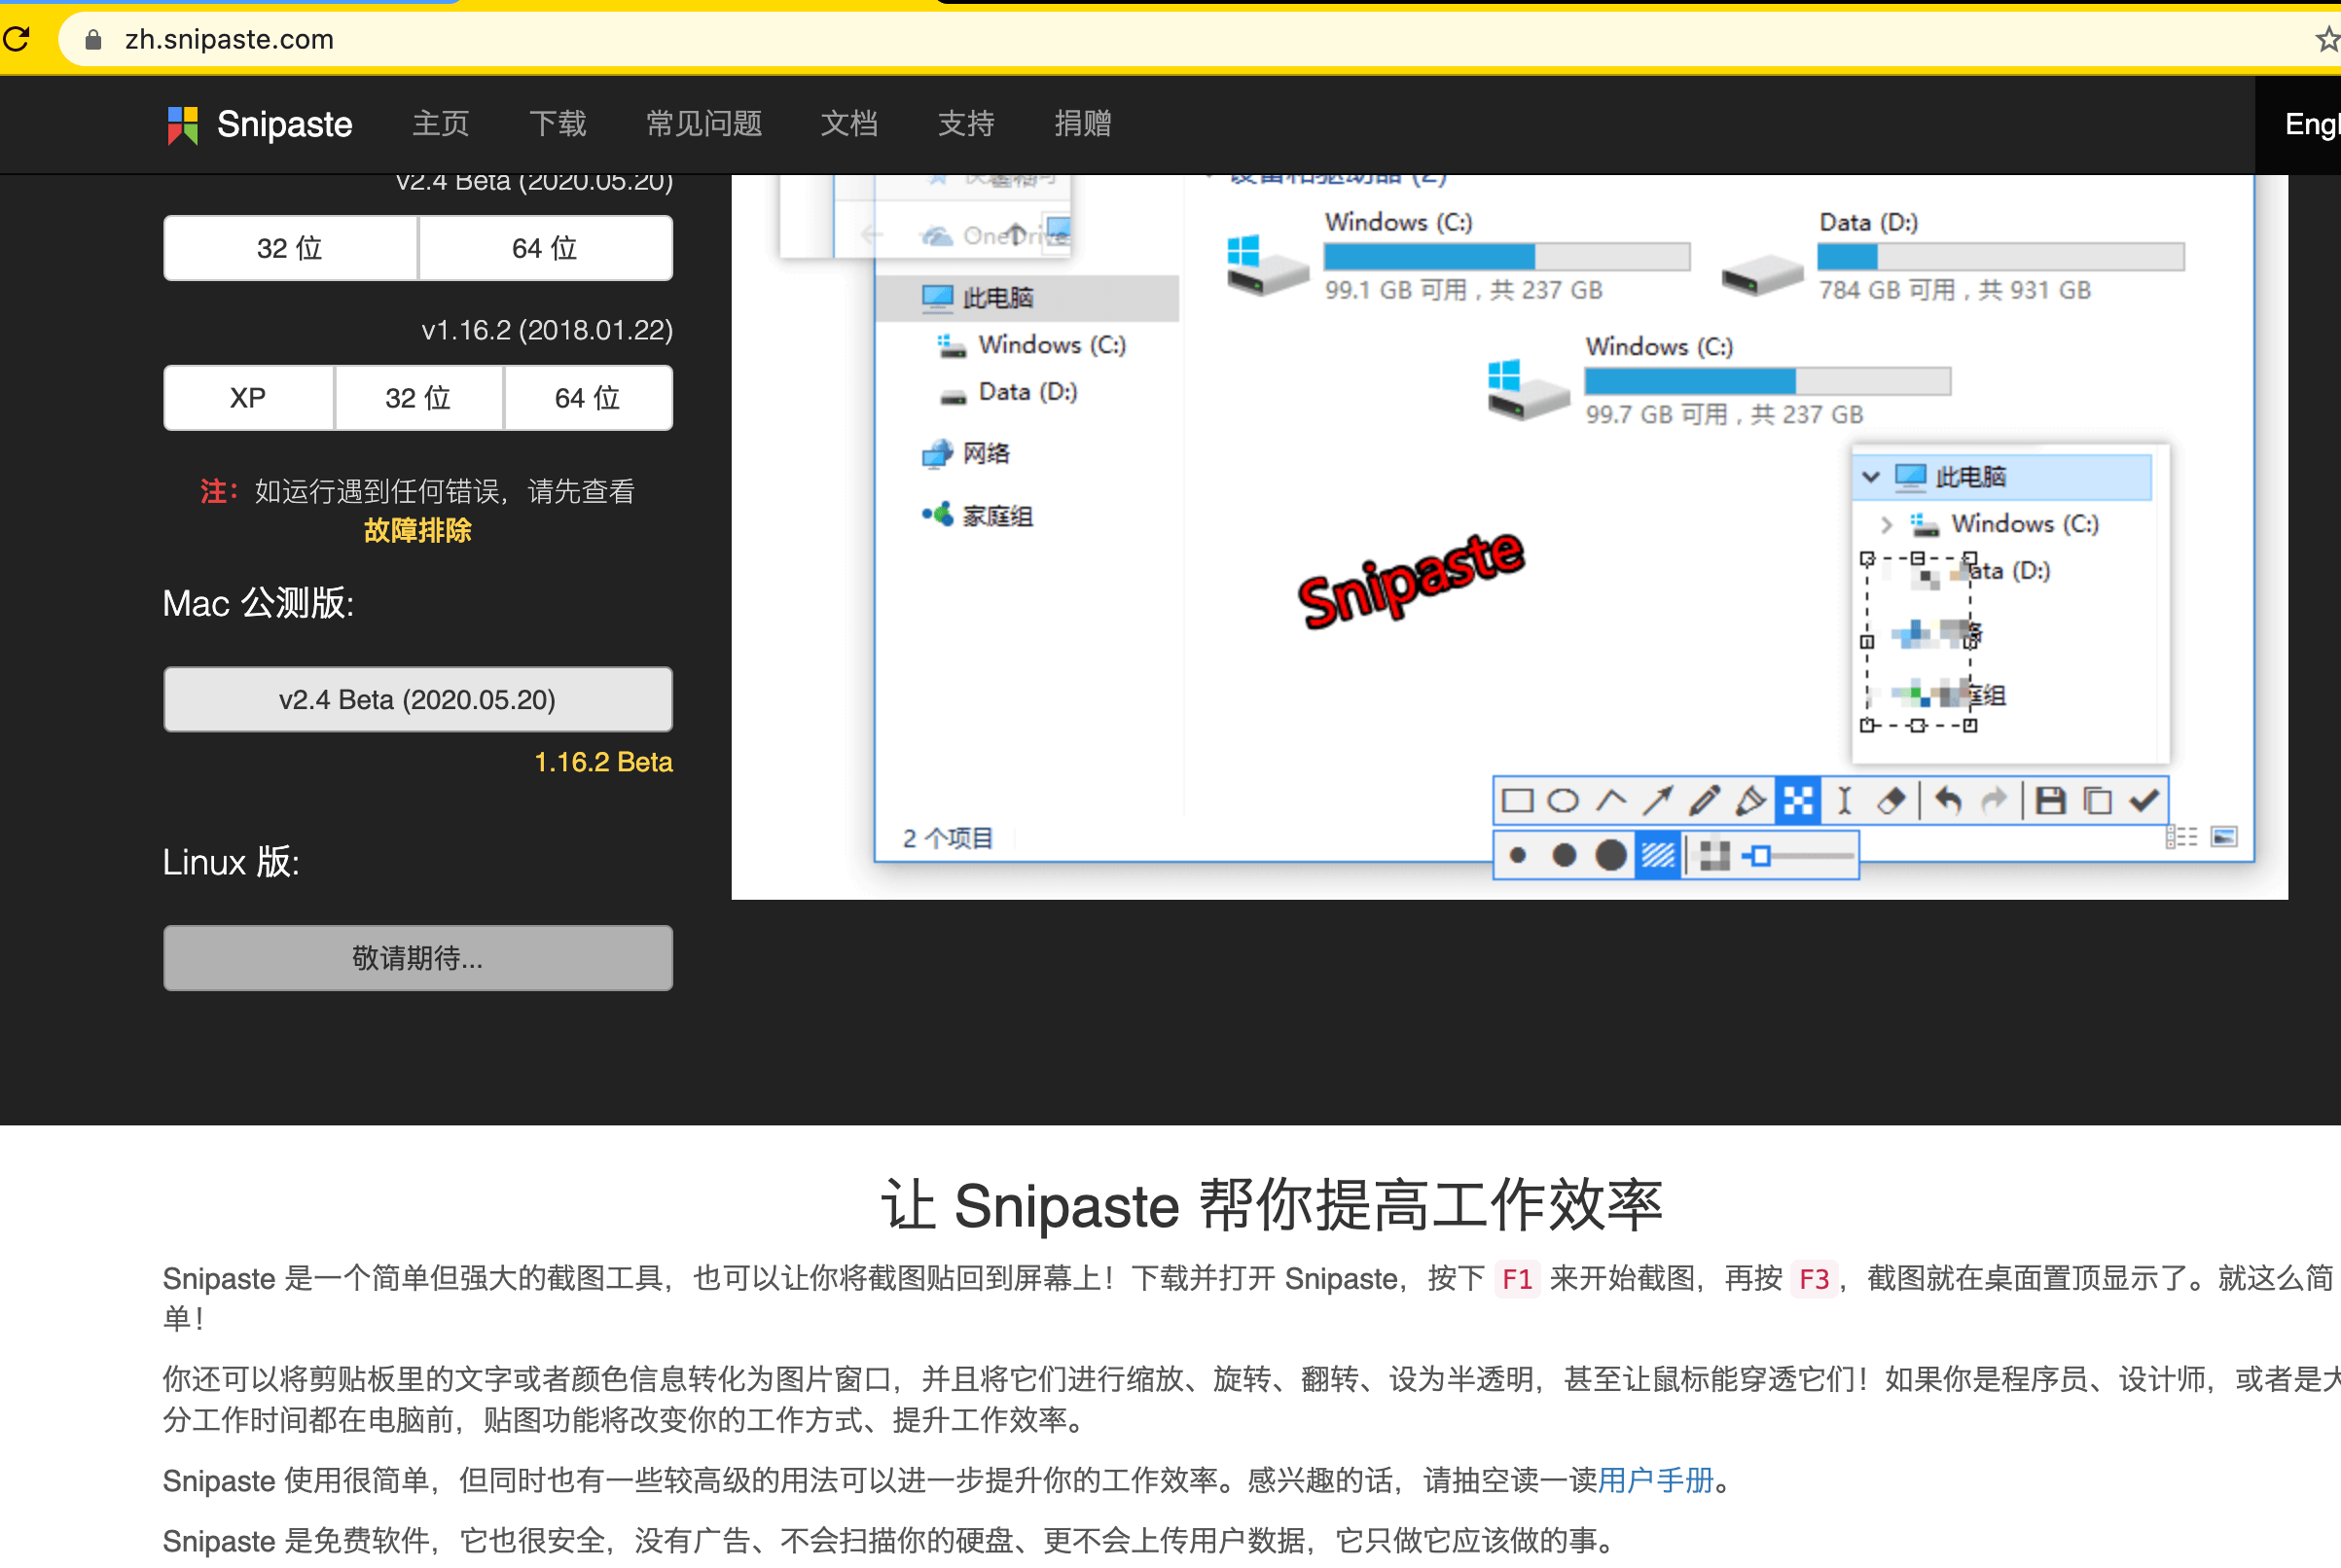 zh.snipaste.com
Snipaste 主页 下载 常见问题 文档 支持 捐赠
v2.4 Beta (2020.05.20)
32 位 64 位
v1.16.2 (2018.01.22)
XP 32 位 64 位
注：如运行遇到任何错误，请先查看
故障排除
Mac 公测版:
v2.4 Beta (2020.05.20)
1.16.2 Beta
Linux 版:
敬请期待...
设备和驱动器 (2)
OneDrive
此电脑
Windows (C:)
Data (D:)
网络
家庭组
2 个项目
Windows (C:)
99.1 GB 可用，共 237 GB
Data (D:)
784 GB 可用，共 931 GB
Windows (C:)
99.7 GB 可用，共 237 GB
Snipaste
此电脑
Windows (C:)
ata (D:)
庭组
让 Snipaste 帮你提高工作效率
Snipaste 是一个简单但强大的截图工具，也可以让你将截图贴回到屏幕上！下载并打开 Snipaste，按下 F1 来开始截图，再按 F3，截图就在桌面置顶显示了。就这么简
单！
你还可以将剪贴板里的文字或者颜色信息转化为图片窗口，并且将它们进行缩放、旋转、翻转、设为半透明，甚至让鼠标能穿透它们！如果你是程序员、设计师，或者是大
分工作时间都在电脑前，贴图功能将改变你的工作方式、提升工作效率。
Snipaste 使用很简单，但同时也有一些较高级的用法可以进一步提升你的工作效率。感兴趣的话，请抽空读一读用户手册。
Snipaste 是免费软件，它也很安全，没有广告、不会扫描你的硬盘、更不会上传用户数据，它只做它应该做的事。